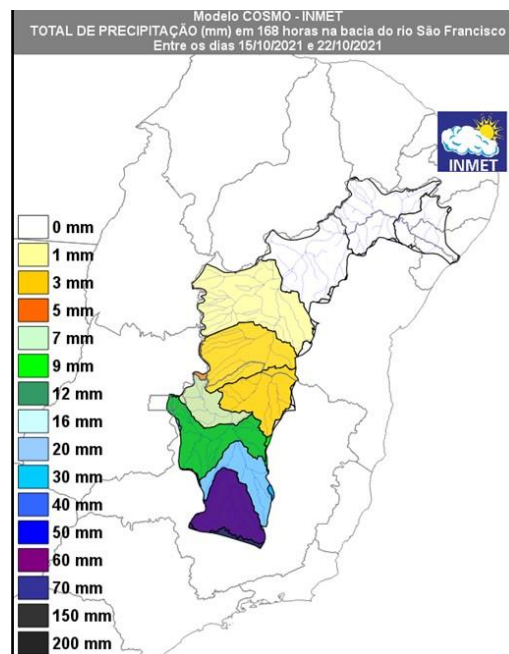 Modelo COSMO - INMET
TOTAL DE PRECIPITAÇÃO (mm) em 168 horas na bacia do rio São Francisco
Entre os dias 15/10/2021 e 22/10/2021
INMET
0 mm
1 mm
3 mm
5 mm
7 mm
9 mm
12 mm
16 mm
20 mm
30 mm
40 mm
50 mm
60 mm
70 mm
150 mm
200 mm